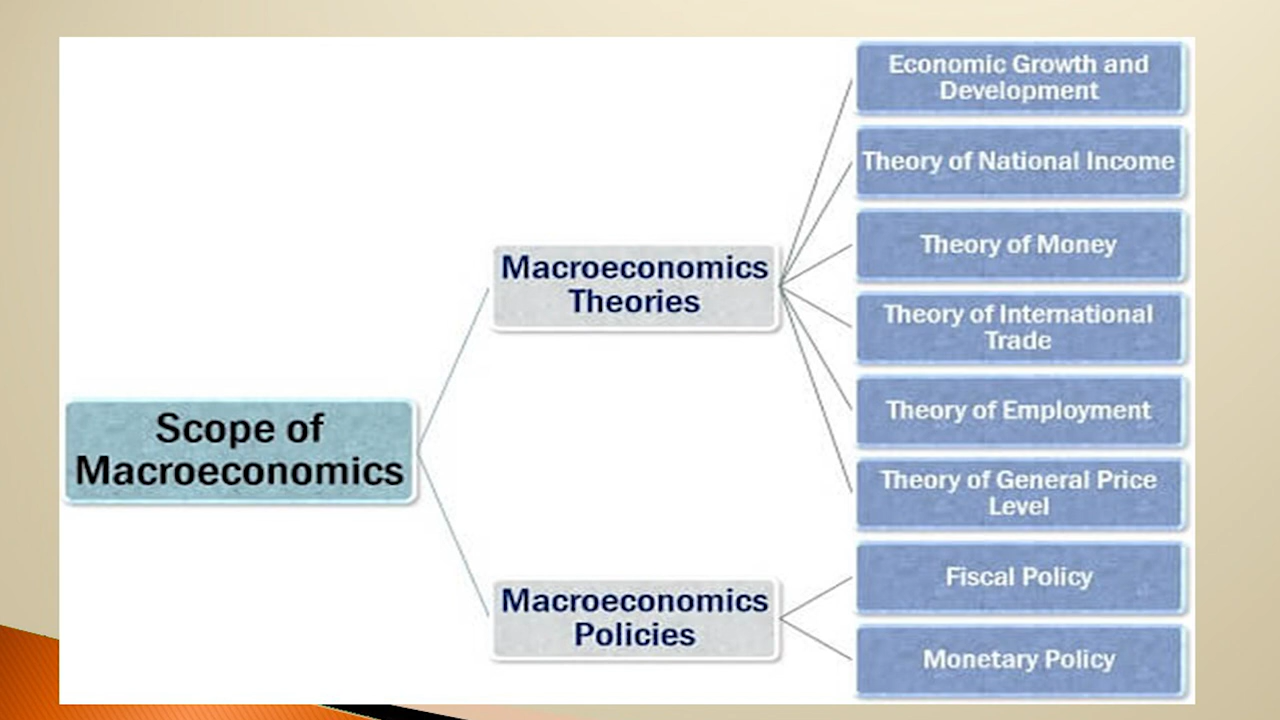 Scope of
Macroeconomics
Macroeconomics
Theories
Economic Growth and
Development
Theory of National Income
Theory of Money
Theory of International
Trade
Theory of Employment
Theory of General Price
Level
Macroeconomics
Policies
Fiscal Policy
Monetary Policy